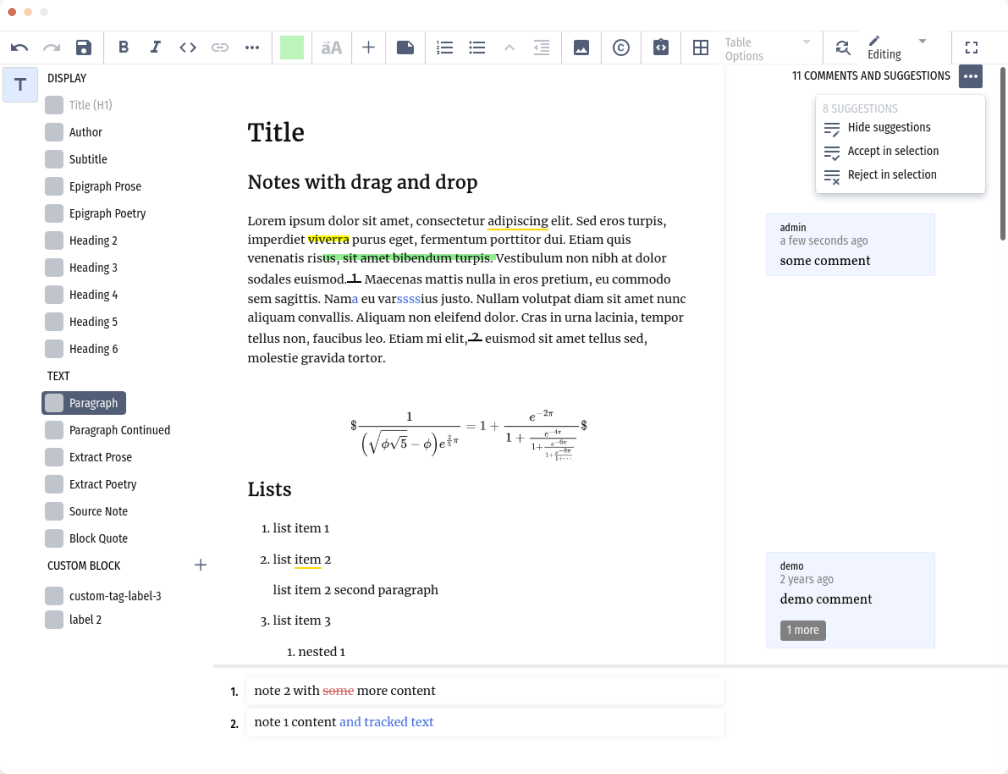 Table
Options
Editing
T
DISPLAY
Title (H1)
Author
Subtitle
Epigraph Prose
Epigraph Poetry
Heading 2
Heading 3
Heading 4
Heading 5
Heading 6
TEXT
Paragraph
Paragraph Continued
Extract Prose
Extract Poetry
Source Note
Block Quote
CUSTOM BLOCK
custom-tag-label-3
label 2
Title
Notes with drag and drop
Lorem ipsum dolor sit amet, consectetur adipiscing elit. Sed eros turpis,
imperdiet viverra purus eget, fermentum porttitor dui. Etiam quis
venenatis risus, sit amet bibendum turpis. Vestibulum non nibh at dolor
sodales euismod. 1 Maecenas mattis nulla in eros pretium, eu commodo
sem sagittis. Nama eu varssssius justo. Nullam volutpat diam sit amet nunc
aliquam convallis. Aliquam non eleifend dolor. Cras in urna lacinia, tempor
tellus non, faucibus leo. Etiam mi elit, 2 euismod sit amet tellus sed,
molestie gravida tortor.
$\frac{1}{(\sqrt{\phi\sqrt{5}}-\phi)e^{\frac{2}{5}\pi}} = 1+\frac{e^{-2\pi}}{1+\frac{e^{-4\pi}}{1+\frac{e^{-6\pi}}{1+\frac{e^{-8\pi}}{1+\cdots}}}}$
Lists
1. list item 1
2. list item 2
list item 2 second paragraph
3. list item 3
1. nested 1
1. note 2 with some more content
2. note 1 content and tracked text
11 COMMENTS AND SUGGESTIONS
8 SUGGESTIONS
Hide suggestions
Accept in selection
Reject in selection
admin
a few seconds ago
some comment
demo
2 years ago
demo comment
1 more